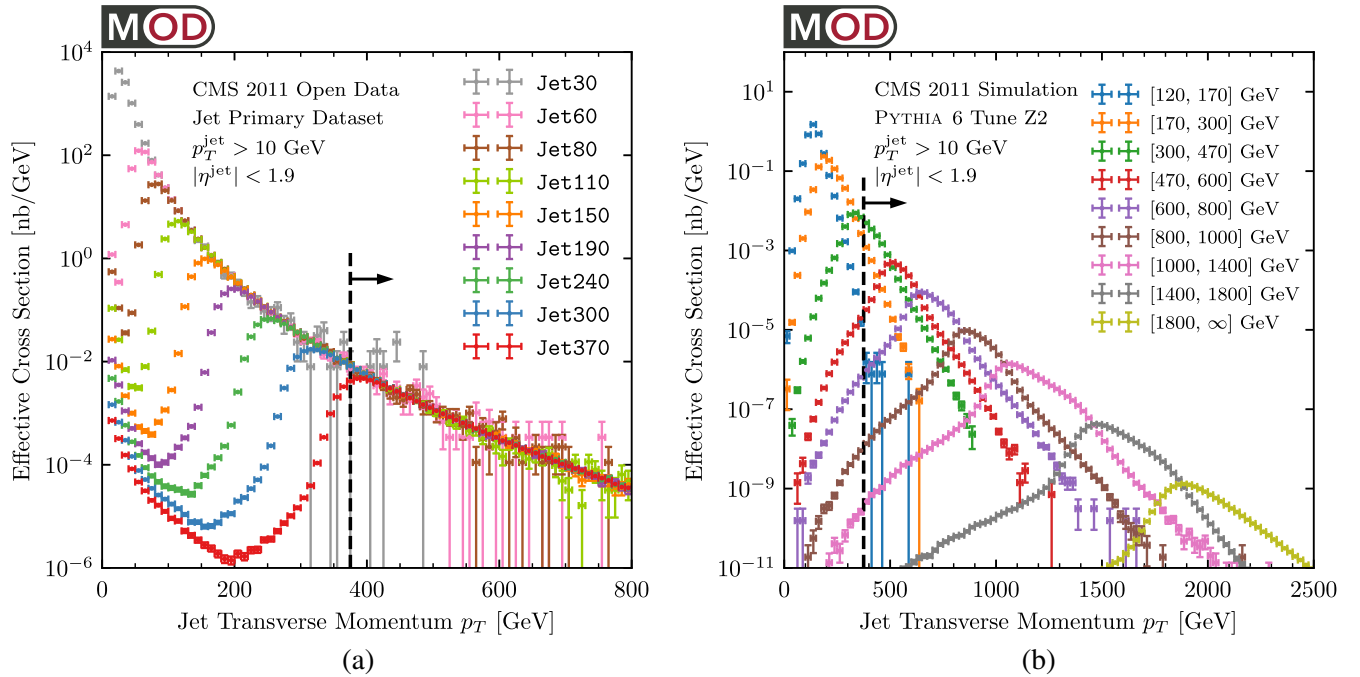 MOD
CMS 2011 Open Data
Jet Primary Dataset
p_T^jet > 10 GeV
|η^jet| < 1.9
Jet30
Jet60
Jet80
Jet110
Jet150
Jet190
Jet240
Jet300
Jet370
Effective Cross Section [nb/GeV]
10^4
10^2
10^0
10^−2
10^−4
10^−6
0
200
400
600
800
Jet Transverse Momentum p_T [GeV]
(a)
MOD
CMS 2011 Simulation
PYTHIA 6 Tune Z2
p_T^jet > 10 GeV
|η^jet| < 1.9
[120, 170] GeV
[170, 300] GeV
[300, 470] GeV
[470, 600] GeV
[600, 800] GeV
[800, 1000] GeV
[1000, 1400] GeV
[1400, 1800] GeV
[1800, ∞] GeV
Effective Cross Section [nb/GeV]
10^1
10^−1
10^−3
10^−5
10^−7
10^−9
10^−11
0
500
1000
1500
2000
2500
Jet Transverse Momentum p_T [GeV]
(b)